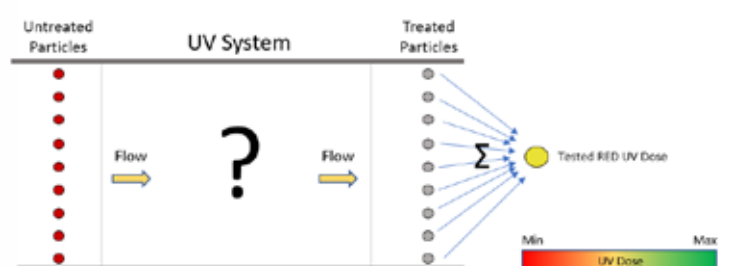 Untreated
Particles
UV System
Treated
Particles
Flow
?
Flow
Σ
Tested RED UV Dose
Min
Max
UV Dose